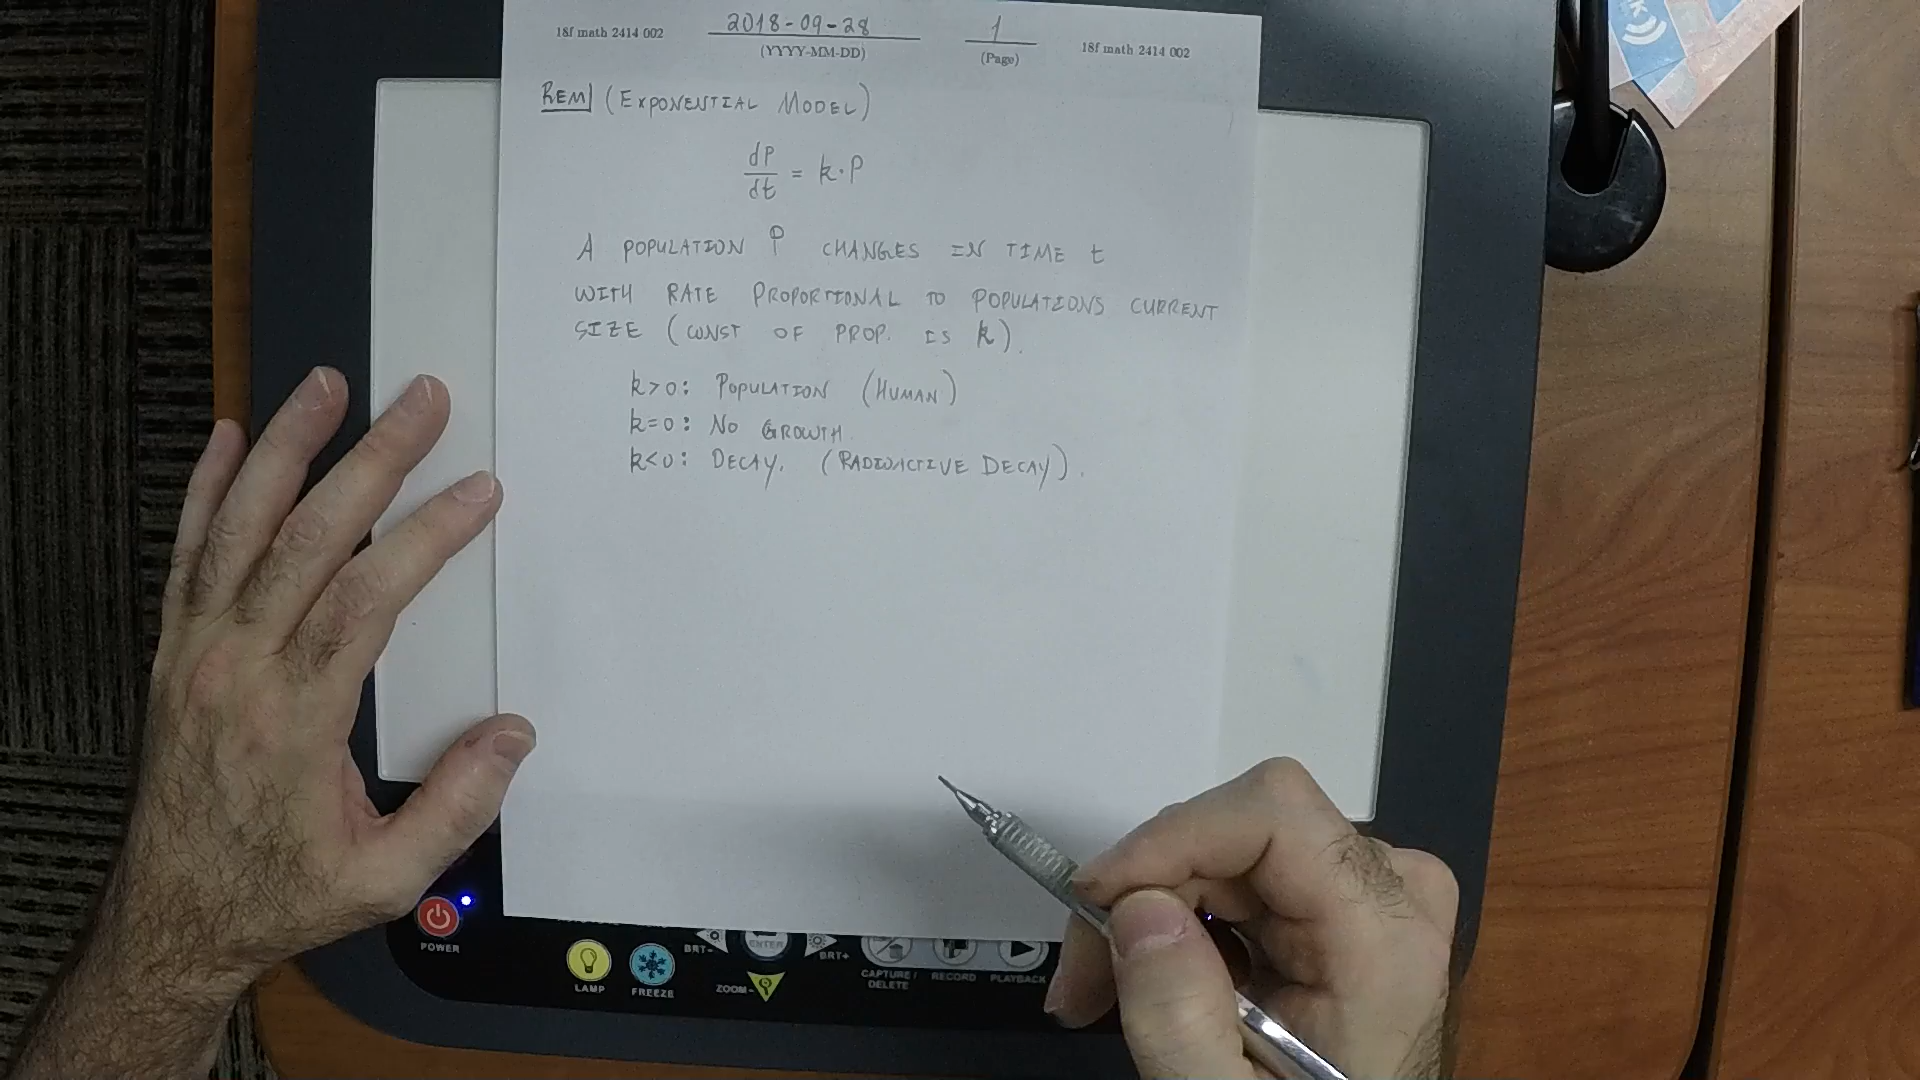 18f math 2414 002 2018-09-28 1 18f math 2414 002
(YYYY-MM-DD) (Page)
REM (EXPONENTIAL MODEL)
dP/dt = k·P
A POPULATION P CHANGES IN TIME t
WITH RATE PROPORTIONAL TO POPULATIONS CURRENT
SIZE (CONST OF PROP. IS k).
k>0: POPULATION (HUMAN)
k=0: NO GROWTH.
k<0: DECAY. (RADIOACTIVE DECAY).
POWER
LAMP
FREEZE
BRT-
ENTER
BRT+
ZOOM-
CAPTURE /
DELETE
RECORD
PLAYBACK